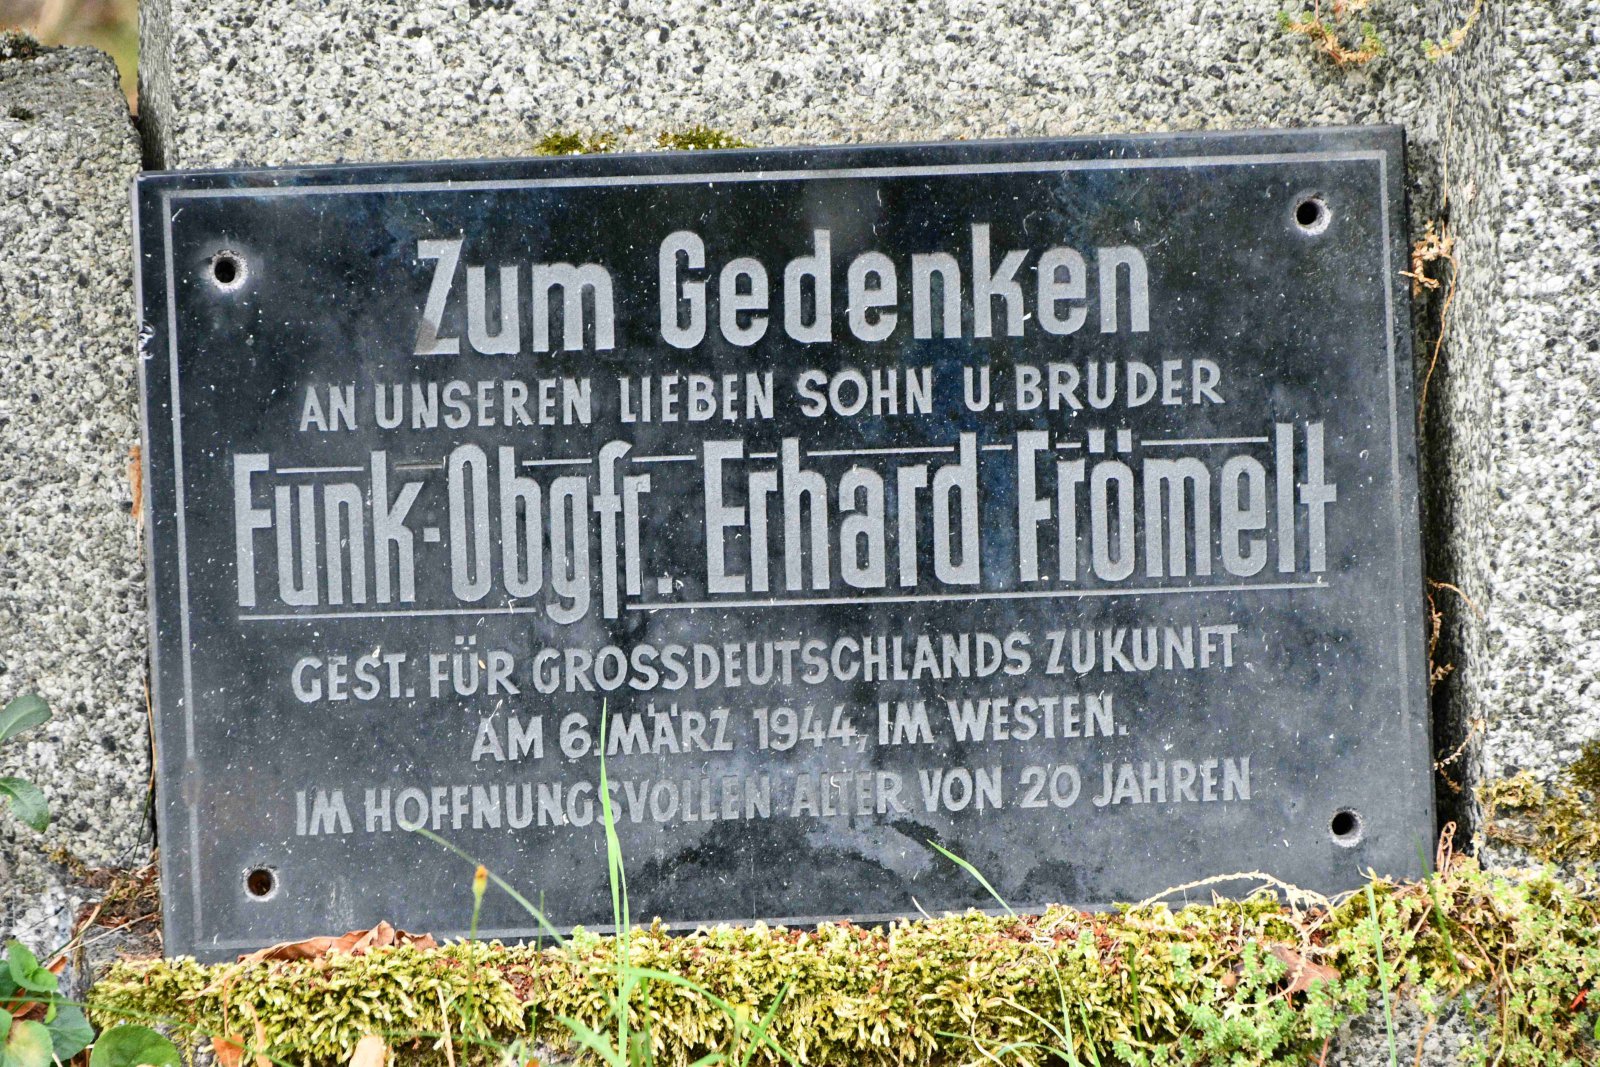 Zum Gedenken
AN UNSEREN LIEBEN SOHN U. BRUDER
Funk-Obgfr. Erhard Frömelt
GEST. FÜR GROSSDEUTSCHLANDS ZUKUNFT
AM 6. MÄRZ 1944, IM WESTEN.
IM HOFFNUNGSVOLLEN ALTER VON 20 JAHREN